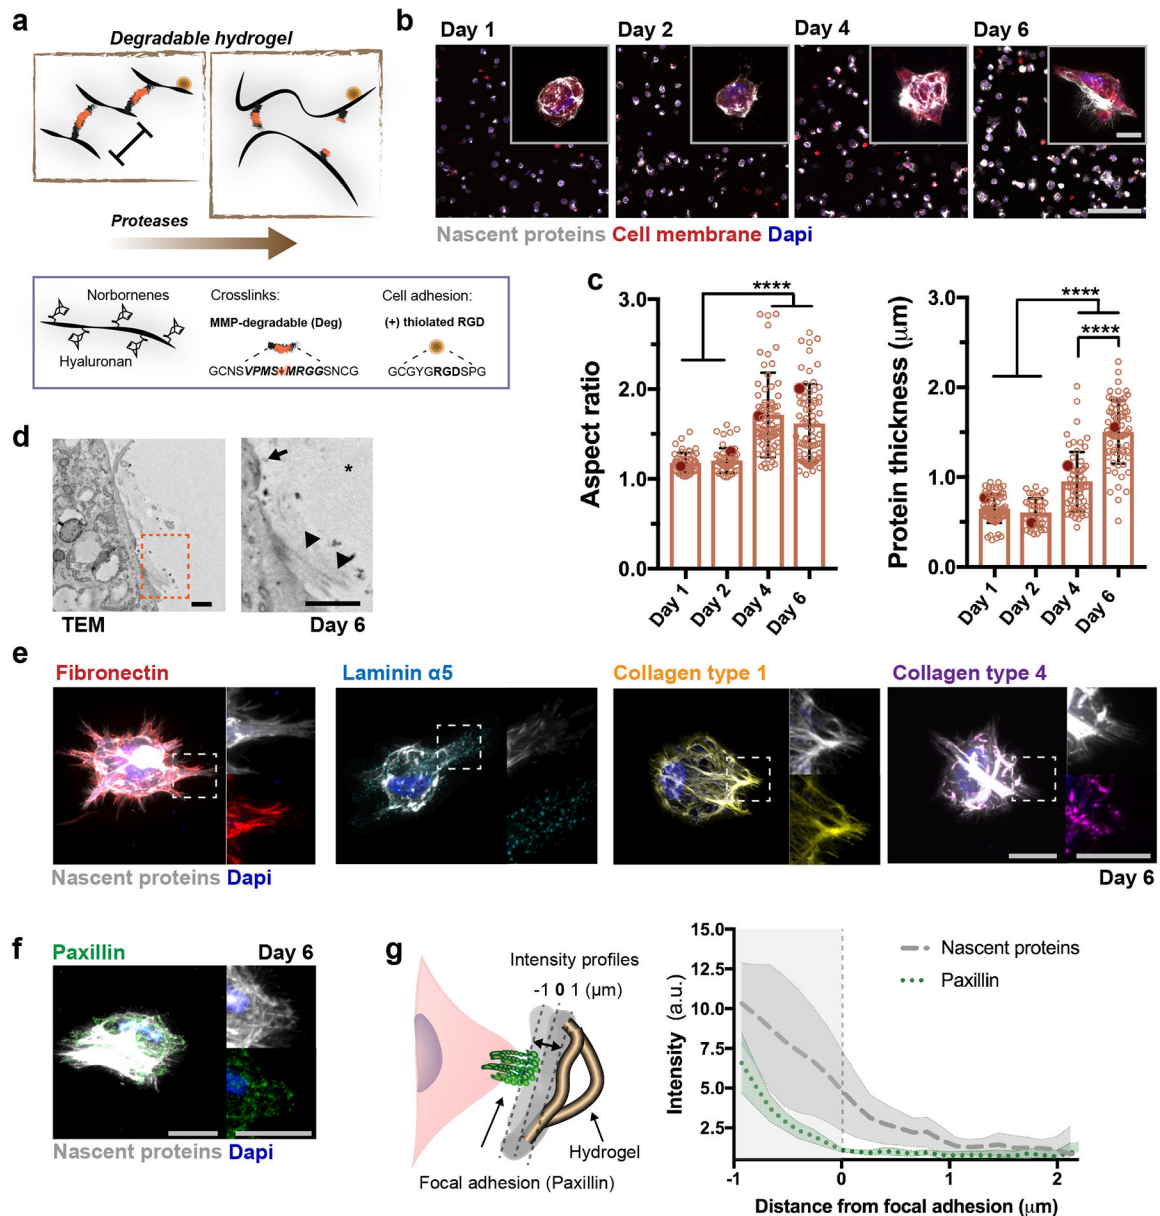 a
Degradable hydrogel
Proteases
Norbornenes
Hyaluronan
Crosslinks:
MMP-degradable (Deg)
GCNSVPMS MRGGSNCG
Cell adhesion:
(+) thiolated RGD
GCGYGRGDSPG
b
Day 1
Day 2
Day 4
Day 6
Nascent proteins Cell membrane Dapi
c
****
3.0
2.0
1.0
0.0
Aspect ratio
Day 1
Day 2
Day 4
Day 6
****
****
3.0
2.0
1.0
0.0
Protein thickness (μm)
Day 1
Day 2
Day 4
Day 6
d
*
TEM
Day 6
e
Fibronectin
Laminin α5
Collagen type 1
Collagen type 4
Nascent proteins Dapi
Day 6
f
Paxillin
Day 6
Nascent proteins Dapi
g
Intensity profiles
-1 0 1 (μm)
Hydrogel
Focal adhesion (Paxillin)
15.0
12.5
10.0
7.5
5.0
2.5
Intensity (a.u.)
Nascent proteins
Paxillin
-1
0
1
2
Distance from focal adhesion (μm)